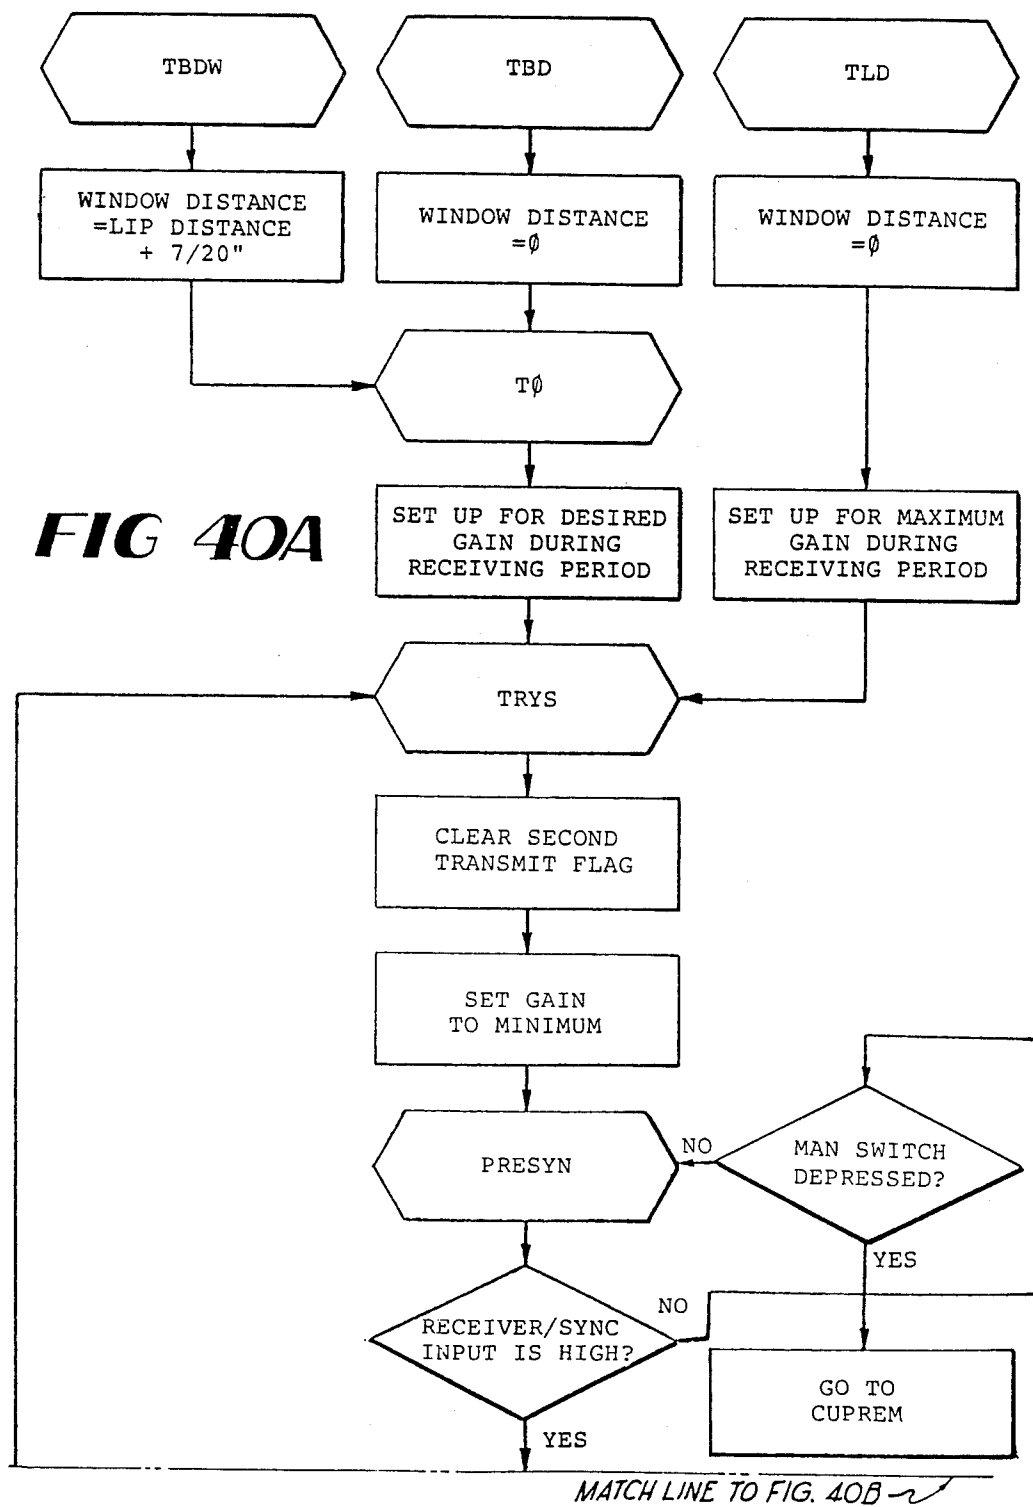 TBDW
TBD
TLD
WINDOW DISTANCE
=LIP DISTANCE
+ 7/20"
WINDOW DISTANCE
=∅
WINDOW DISTANCE
=∅
T∅
FIG 40A
SET UP FOR DESIRED
GAIN DURING
RECEIVING PERIOD
SET UP FOR MAXIMUM
GAIN DURING
RECEIVING PERIOD
TRYS
CLEAR SECOND
TRANSMIT FLAG
SET GAIN
TO MINIMUM
PRESYN
NO
MAN SWITCH
DEPRESSED?
YES
RECEIVER/SYNC
INPUT IS HIGH?
NO
GO TO
CUPREM
YES
MATCH LINE TO FIG. 40B